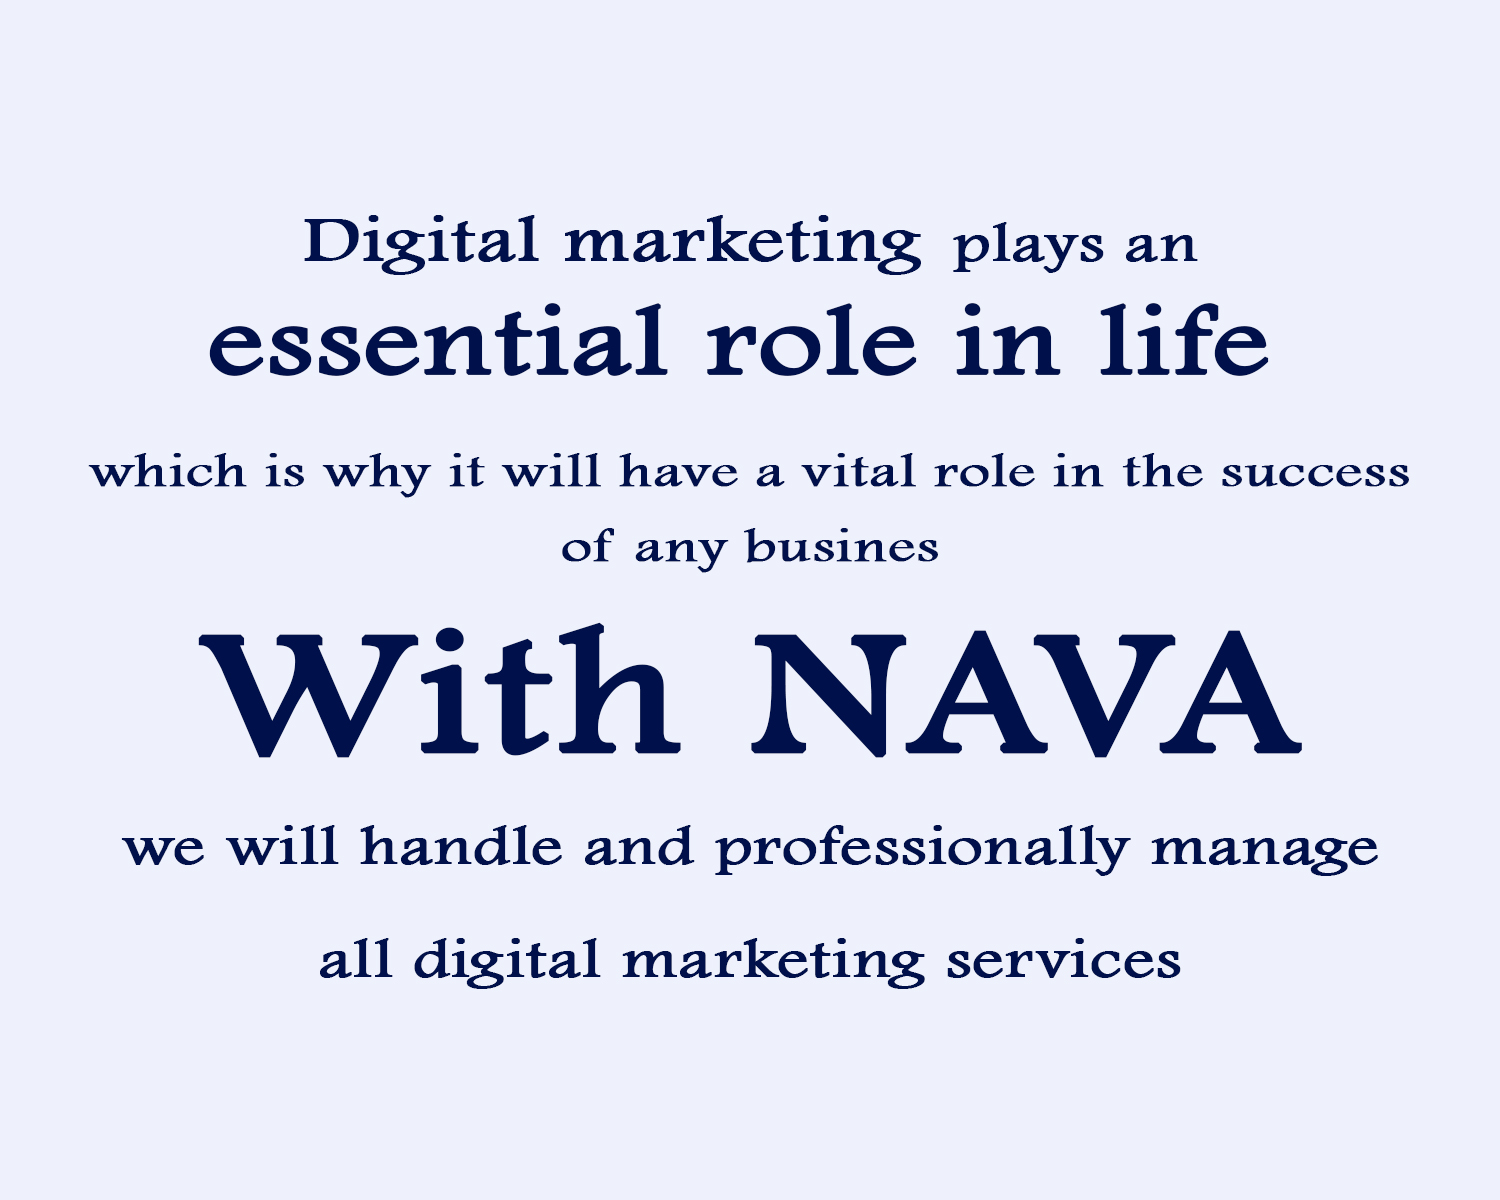 Digital marketing plays an
essential role in life
which is why it will have a vital role in the success
of any busines
With NAVA
we will handle and professionally manage
all digital marketing services